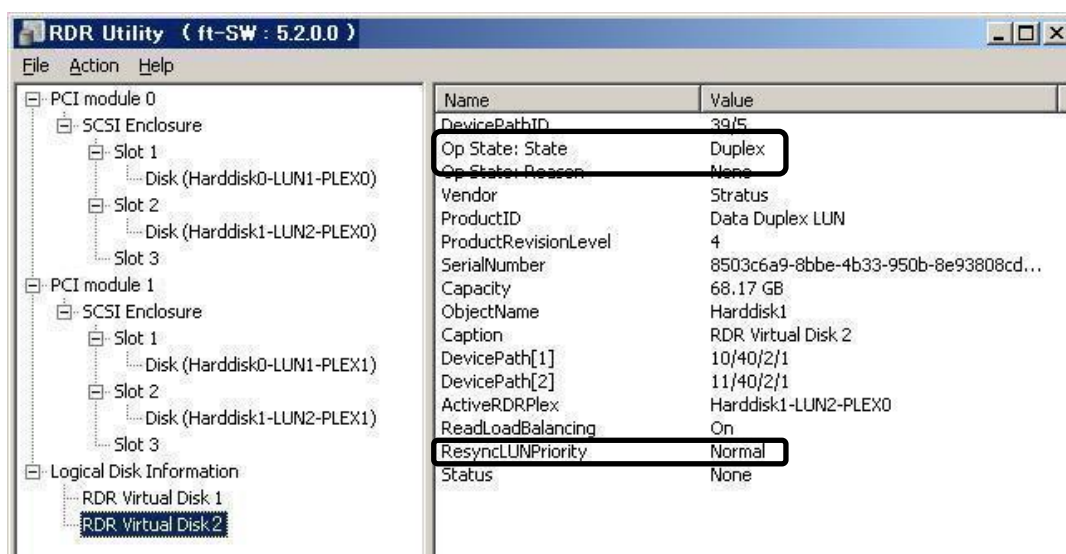 RDR Utility ( ft-SW : 5.2.0.0 )
File Action Help
PCI module 0
SCSI Enclosure
Slot 1
Disk (Harddisk0-LUN1-PLEX0)
Slot 2
Disk (Harddisk1-LUN2-PLEX0)
Slot 3
PCI module 1
SCSI Enclosure
Slot 1
Disk (Harddisk0-LUN1-PLEX1)
Slot 2
Disk (Harddisk1-LUN2-PLEX1)
Slot 3
Logical Disk Information
RDR Virtual Disk 1
RDR Virtual Disk 2
Name Value
DevicePathID 39/5
Op State: State Duplex
Op State: Reason None
Vendor Stratus
ProductID Data Duplex LUN
ProductRevisionLevel 4
SerialNumber 8503c6a9-8bbe-4b33-950b-8e93808cd...
Capacity 68.17 GB
ObjectName Harddisk1
Caption RDR Virtual Disk 2
DevicePath[1] 10/40/2/1
DevicePath[2] 11/40/2/1
ActiveRDRPlex Harddisk1-LUN2-PLEX0
ReadLoadBalancing On
ResyncLUNPriority Normal
Status None